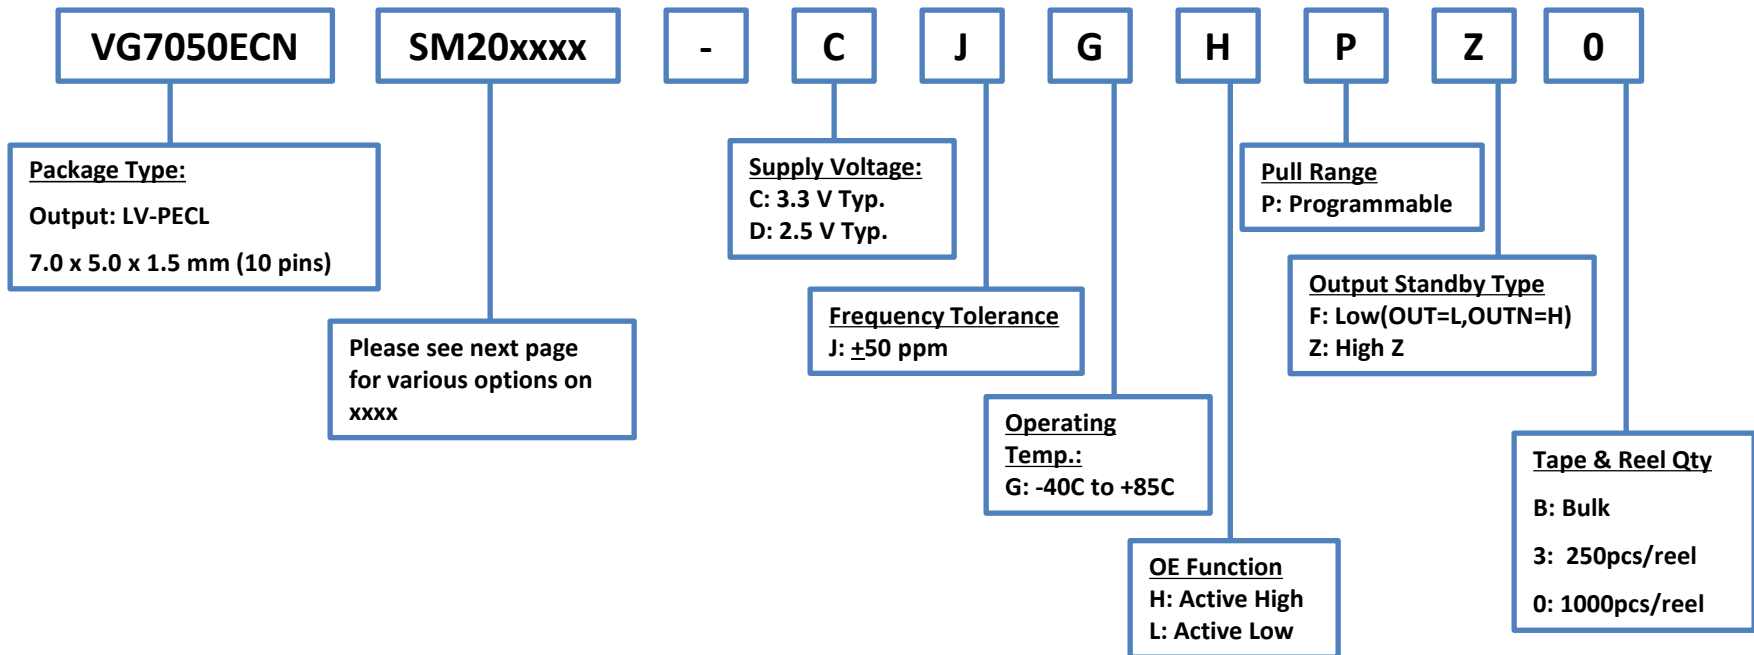 VG7050ECN SM20xxxx - C J G H P Z 0
Package Type:
Output: LV-PECL
7.0 x 5.0 x 1.5 mm (10 pins)
Please see next page
for various options on
xxxx
Supply Voltage:
C: 3.3 V Typ.
D: 2.5 V Typ.
Frequency Tolerance
J: ±50 ppm
Operating
Temp.:
G: -40C to +85C
OE Function
H: Active High
L: Active Low
Pull Range
P: Programmable
Output Standby Type
F: Low(OUT=L,OUTN=H)
Z: High Z
Tape & Reel Qty
B: Bulk
3: 250pcs/reel
0: 1000pcs/reel